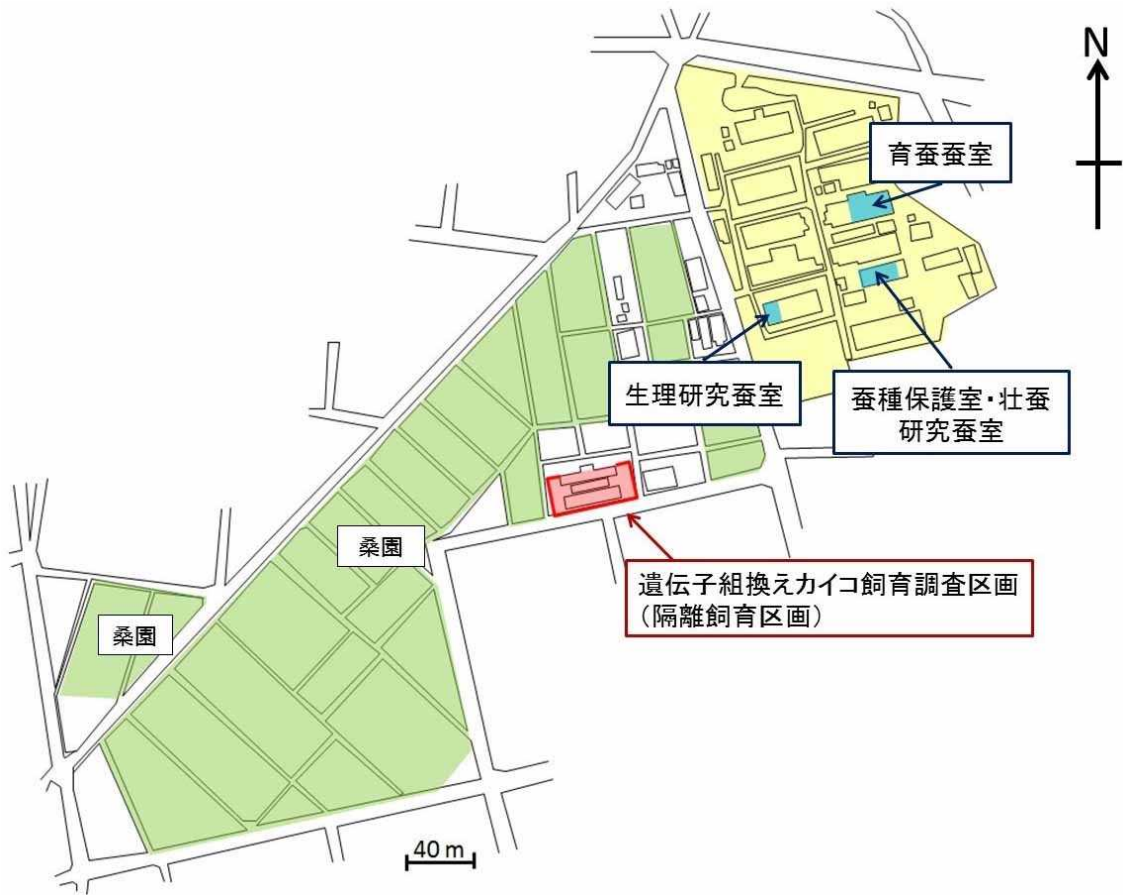 N
育蚕蚕室
生理研究蚕室
蚕種保護室・壮蚕
研究蚕室
桑園
遺伝子組換えカイコ飼育調査区画
（隔離飼育区画）
桑園
40 m